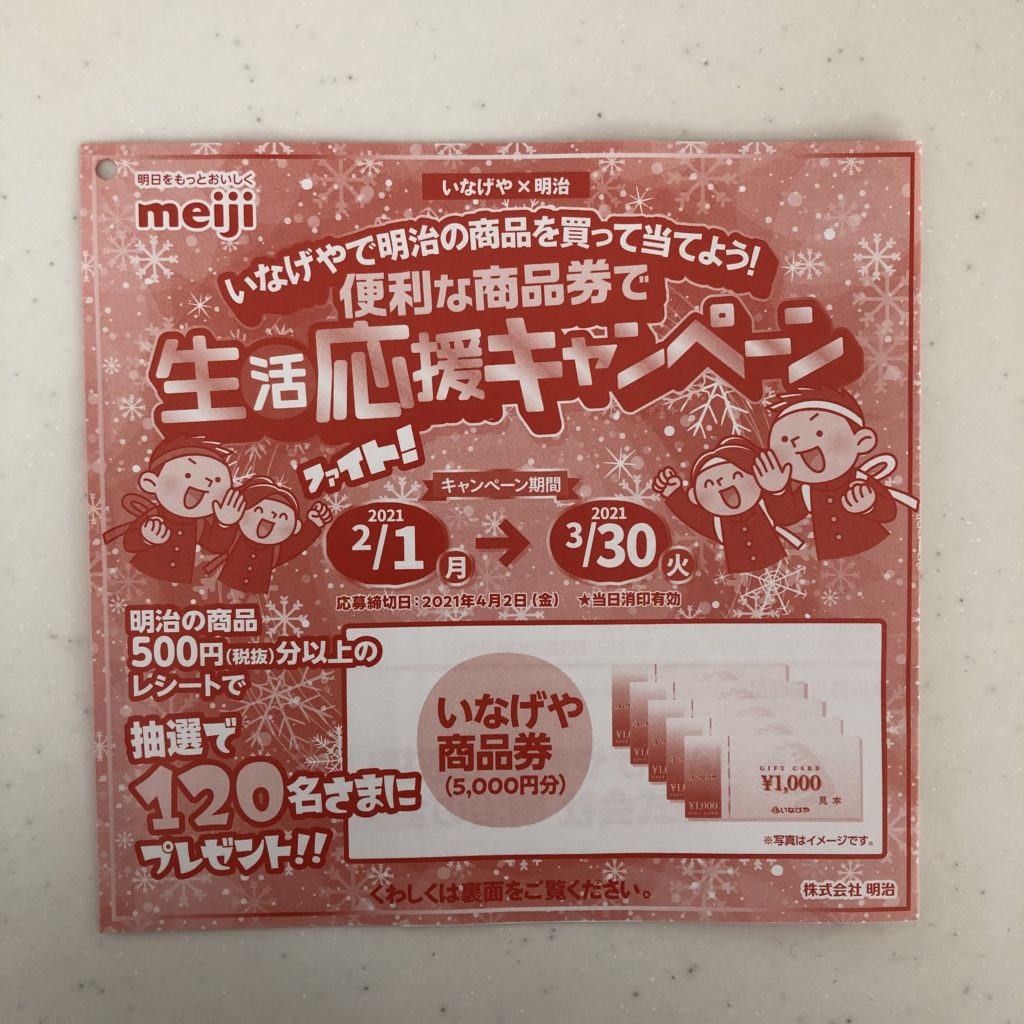 明日をもっとおいしく
meiji
いなげや×明治
いなげやで明治の商品を買って当てよう!
便利な商品券で
生活応援キャンペーン
ファイト!
キャンペーン期間
2021
2/1
月
2021
3/30
火
応募締切日:2021年4月2日(金) ★当日消印有効
明治の商品
500円(税抜)分以上の
レシートで
抽選で
120名さまに
プレゼント!!
いなげや
商品券
(5,000円分)
GIFT CARD
¥1,000
見本
いなげや
¥1,000
※写真はイメージです。
くわしくは裏面をご覧ください。
株式会社 明治